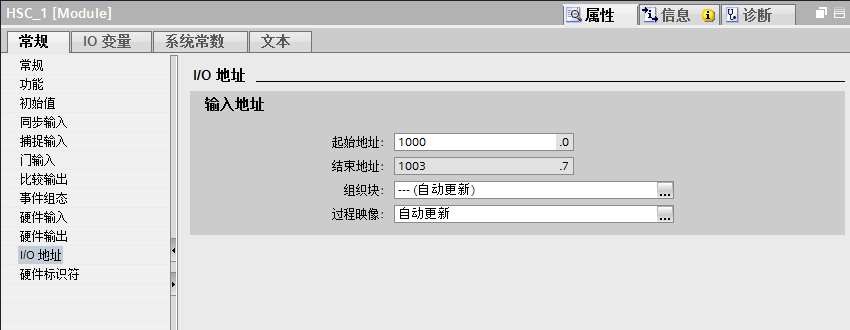 HSC_1 [Module]
属性 信息 诊断
常规 IO 变量 系统常数 文本
常规
功能
初始值
同步输入
捕捉输入
门输入
比较输出
事件组态
硬件输入
硬件输出
I/O 地址
硬件标识符
I/O 地址
输入地址
起始地址: 1000 .0
结束地址: 1003 .7
组织块: --- (自动更新) ...
过程映像: 自动更新 ...